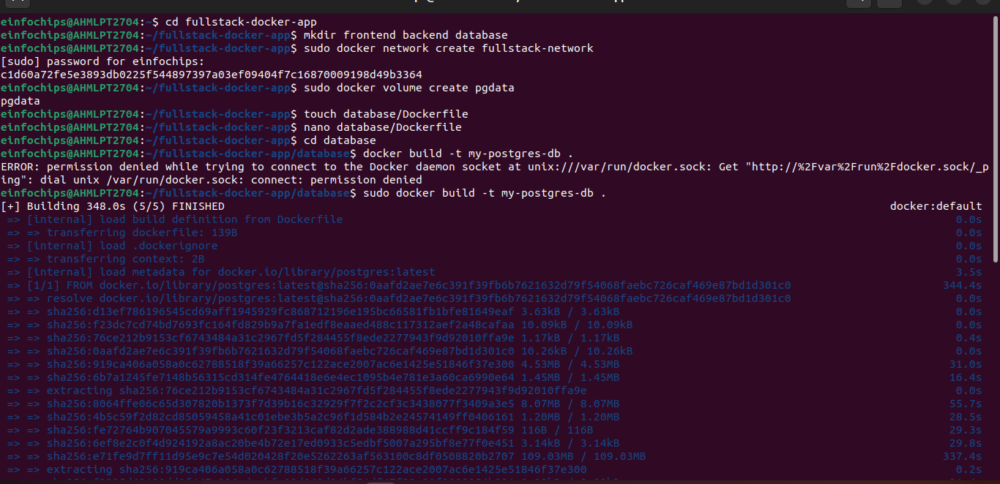 einfochips@AHMLPT2704:~$ cd fullstack-docker-app
einfochips@AHMLPT2704:~/fullstack-docker-app$ mkdir frontend backend database
einfochips@AHMLPT2704:~/fullstack-docker-app$ sudo docker network create fullstack-network
[sudo] password for einfochips:
c1d60a72fe5e3893db0225f544897397a03ef09404f7c16870009198d49b3364
einfochips@AHMLPT2704:~/fullstack-docker-app$ sudo docker volume create pgdata
pgdata
einfochips@AHMLPT2704:~/fullstack-docker-app$ touch database/Dockerfile
einfochips@AHMLPT2704:~/fullstack-docker-app$ nano database/Dockerfile
einfochips@AHMLPT2704:~/fullstack-docker-app$ cd database
einfochips@AHMLPT2704:~/fullstack-docker-app/database$ docker build -t my-postgres-db .
ERROR: permission denied while trying to connect to the Docker daemon socket at unix:///var/run/docker.sock: Get "http://%2Fvar%2Frun%2Fdocker.sock/_p
ing": dial unix /var/run/docker.sock: connect: permission denied
einfochips@AHMLPT2704:~/fullstack-docker-app/database$ sudo docker build -t my-postgres-db .
[+] Building 348.0s (5/5) FINISHED docker:default
=> [internal] load build definition from Dockerfile 0.0s
=> => transferring dockerfile: 139B 0.0s
=> [internal] load .dockerignore 0.0s
=> => transferring context: 2B 0.0s
=> [internal] load metadata for docker.io/library/postgres:latest 3.5s
=> [1/1] FROM docker.io/library/postgres:latest@sha256:0aafd2ae7e6c391f39fb6b7621632d79f54068faebc726caf469e87bd1d301c0 344.4s
=> => resolve docker.io/library/postgres:latest@sha256:0aafd2ae7e6c391f39fb6b7621632d79f54068faebc726caf469e87bd1d301c0 0.0s
=> => sha256:d13ef786196545cd69aff1945929fc868712196e195bc66581fb1bfe81649eaf 3.63kB / 3.63kB 0.0s
=> => sha256:f23dc7cd74bd7693fc164fd829b9a7fa1edf8eaaed488c117312aef2a48cafaa 10.09kB / 10.09kB 0.0s
=> => sha256:76ce212b9153cf6743484a31c2967fd5f284455f8ede2277943f9d92010ffa9e 1.17kB / 1.17kB 0.4s
=> => sha256:0aafd2ae7e6c391f39fb6b7621632d79f54068faebc726caf469e87bd1d301c0 10.26kB / 10.26kB 0.0s
=> => sha256:919ca406a058a0c62788518f39a66257c122ace2007ac6e1425e51846f37e300 4.53MB / 4.53MB 31.0s
=> => sha256:6b7a1245fe7148b56315cd314fe4764418e6e4ec1095b4e781e3a60ca6990e64 1.45MB / 1.45MB 16.4s
=> => extracting sha256:76ce212b9153cf6743484a31c2967fd5f284455f8ede2277943f9d92010ffa9e 0.0s
=> => sha256:8064ffe06c65d307820b1373f7d39b16c32929f7f2c2cf3c3438077f3409a3e5 8.07MB / 8.07MB 55.7s
=> => sha256:4b5c59f2d82cd85059458a41c01ebe3b5a2c96f1d584b2e24574149ff0406161 1.20MB / 1.20MB 28.5s
=> => sha256:fe72764b907045579a9993c60f23f3213caf82d2ade388988d41ccff9c184f59 116B / 116B 29.3s
=> => sha256:6ef8e2c0f4d924192a8ac20be4b72e17ed0933c5edbf5007a295bf8e77f0e451 3.14kB / 3.14kB 29.8s
=> => sha256:e71fe9d7ff11d95e9c7e54d020428f20e5262263af563100c8df0508820b2707 109.03MB / 109.03MB 337.4s
=> => extracting sha256:919ca406a058a0c62788518f39a66257c122ace2007ac6e1425e51846f37e300 0.2s